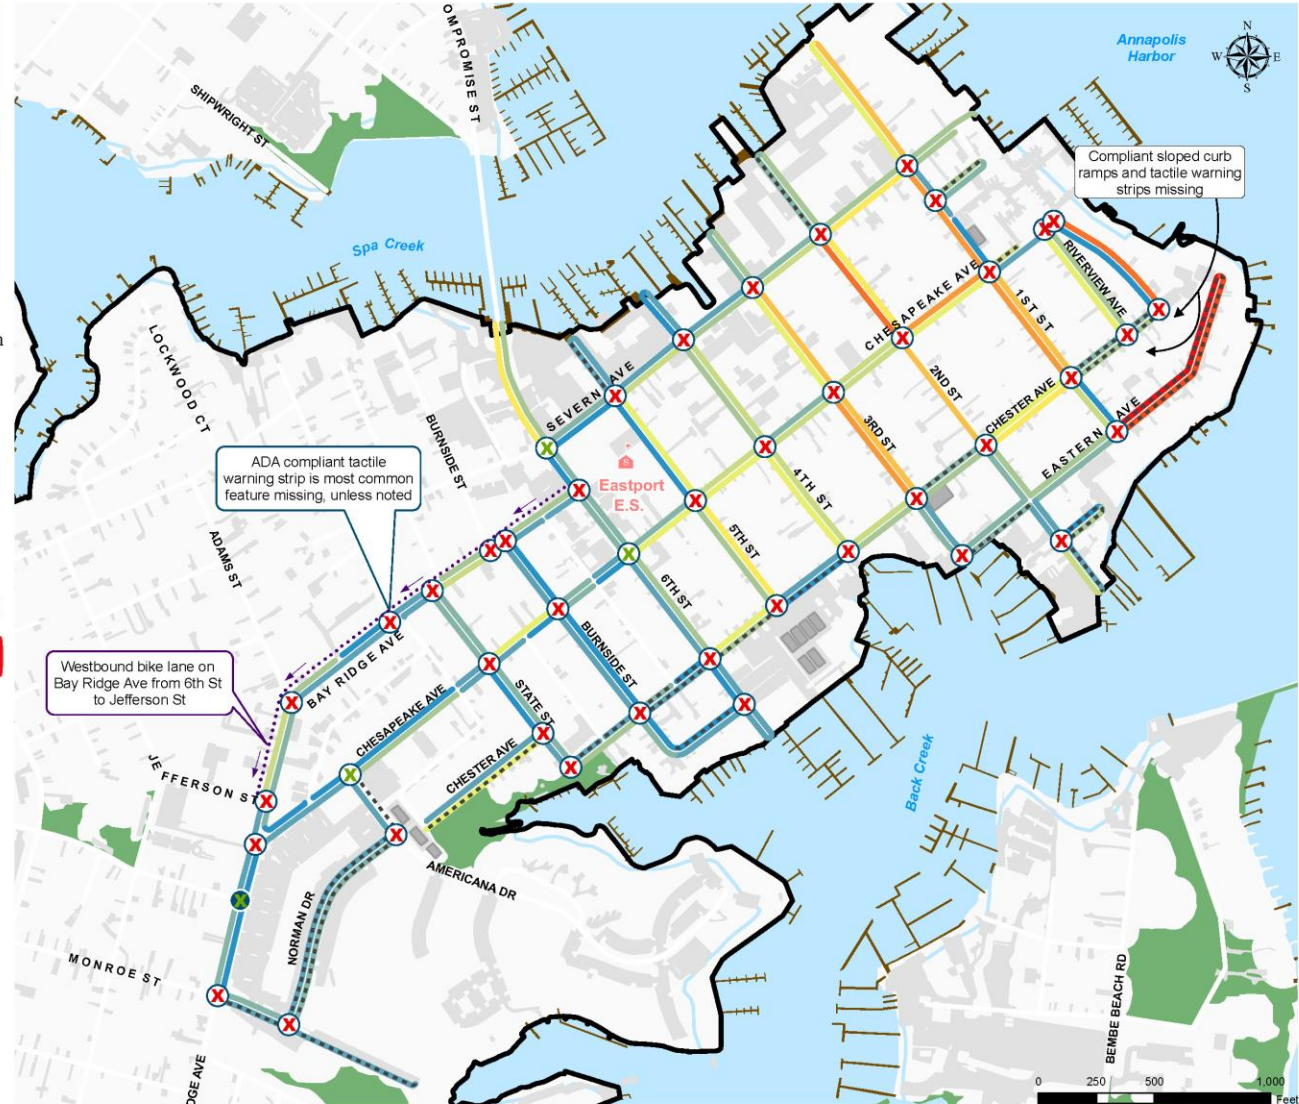 OMPROMISE ST
Annapolis
Harbor
N
W
E
S
SHIPWRIGHT ST
Compliant sloped curb
ramps and tactile warning
strips missing
Spa Creek
RIVERVIEW AVE
CHESAPEAKE AVE
1ST ST
LOCKWOOD CT
2ND ST
SEVERN AVE
CHESTER AVE
EASTERN AVE
3RD ST
BURNSIDE ST
ADA compliant tactile
warning strip is most common
feature missing, unless noted
Eastport
E.S.
4TH ST
5TH ST
ADAMS ST
6TH ST
Westbound bike lane on
Bay Ridge Ave from 6th St
to Jefferson St
BAY RIDGE AVE
BURNSIDE ST
STATE ST
CHESAPEAKE AVE
CHESTER AVE
JEFFERSON ST
Back Creek
AMERICANA DR
NORMAN DR
MONROE ST
BEMBE BEACH RD
DGE AVE
0 250 500 1,000
Feet